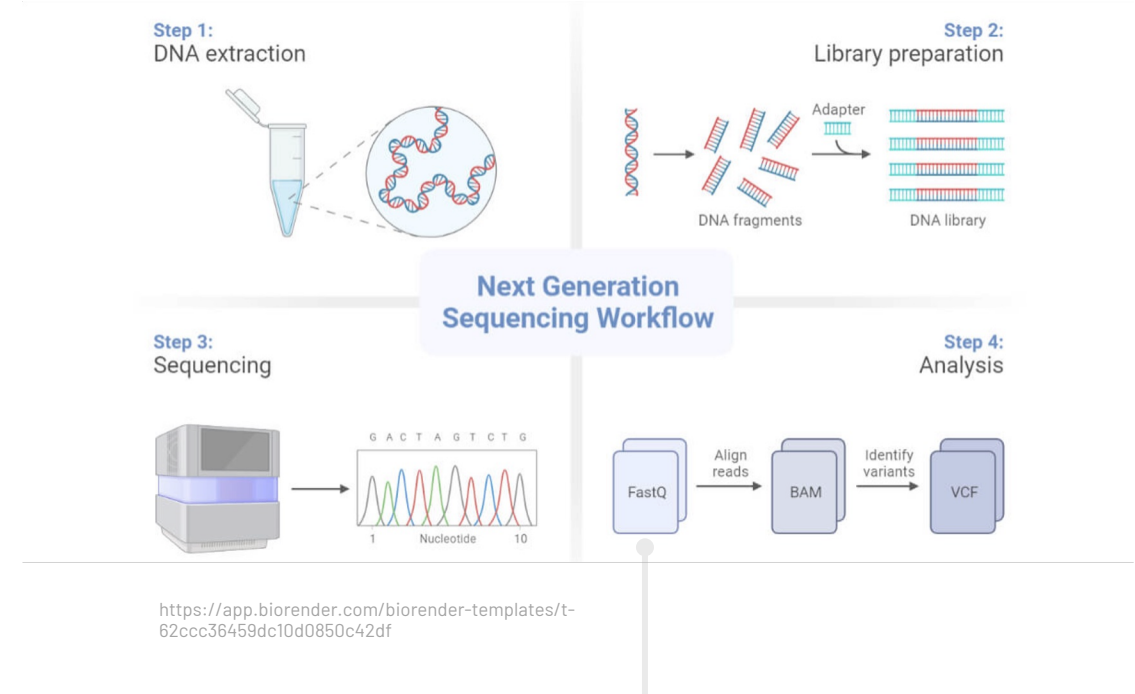 Step 1:
DNA extraction
Step 2:
Library preparation
Adapter
DNA fragments
DNA library
Next Generation
Sequencing Workflow
Step 3:
Sequencing
G A C T A G T C T G
1
Nucleotide
10
Step 4:
Analysis
FastQ
Align
reads
BAM
Identify
variants
VCF
https://app.biorender.com/biorender-templates/t-
62ccc36459dc10d0850c42df